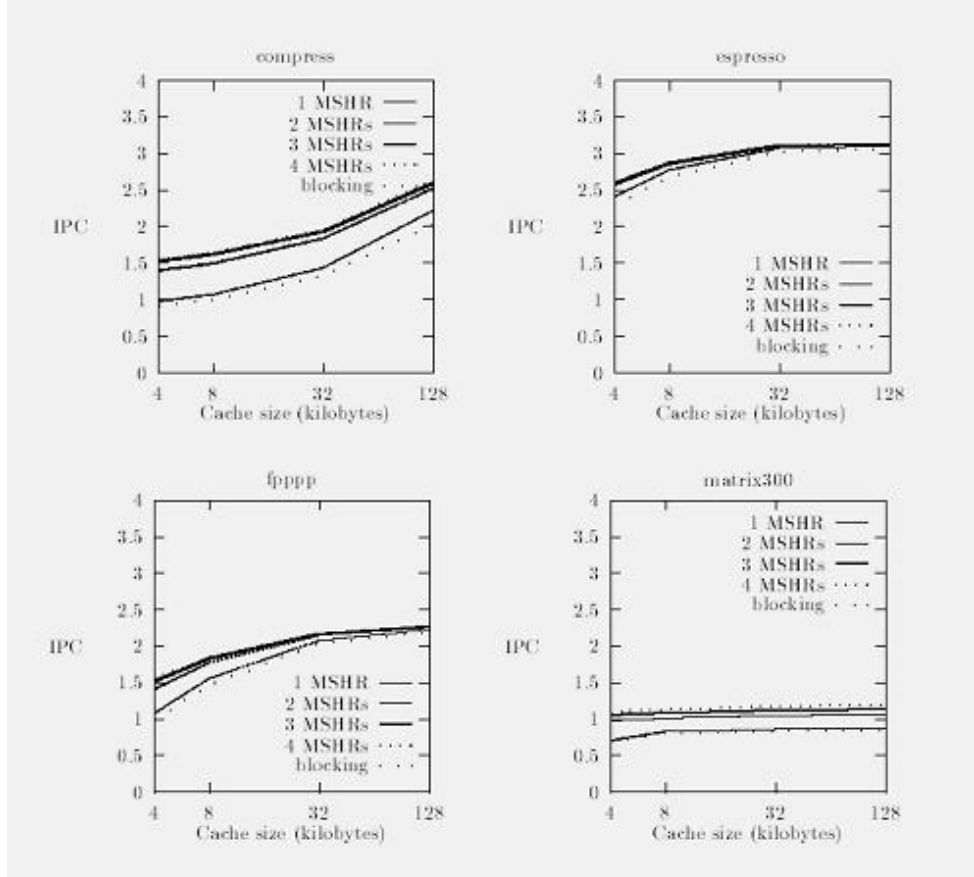 compress
4
3.5
3
2.5
2
1.5
1
0.5
0
IPC
1 MSHR
2 MSHRs
3 MSHRs
4 MSHRs
blocking
4 8 32 128
Cache size (kilobytes)
espresso
4
3.5
3
2.5
2
1.5
1
0.5
0
IPC
1 MSHR
2 MSHRs
3 MSHRs
4 MSHRs
blocking
4 8 32 128
Cache size (kilobytes)
fpppp
4
3.5
3
2.5
2
1.5
1
0.5
0
IPC
1 MSHR
2 MSHRs
3 MSHRs
4 MSHRs
blocking
4 8 32 128
Cache size (kilobytes)
matrix300
4
3.5
3
2.5
2
1.5
1
0.5
0
IPC
1 MSHR
2 MSHRs
3 MSHRs
4 MSHRs
blocking
4 8 32 128
Cache size (kilobytes)